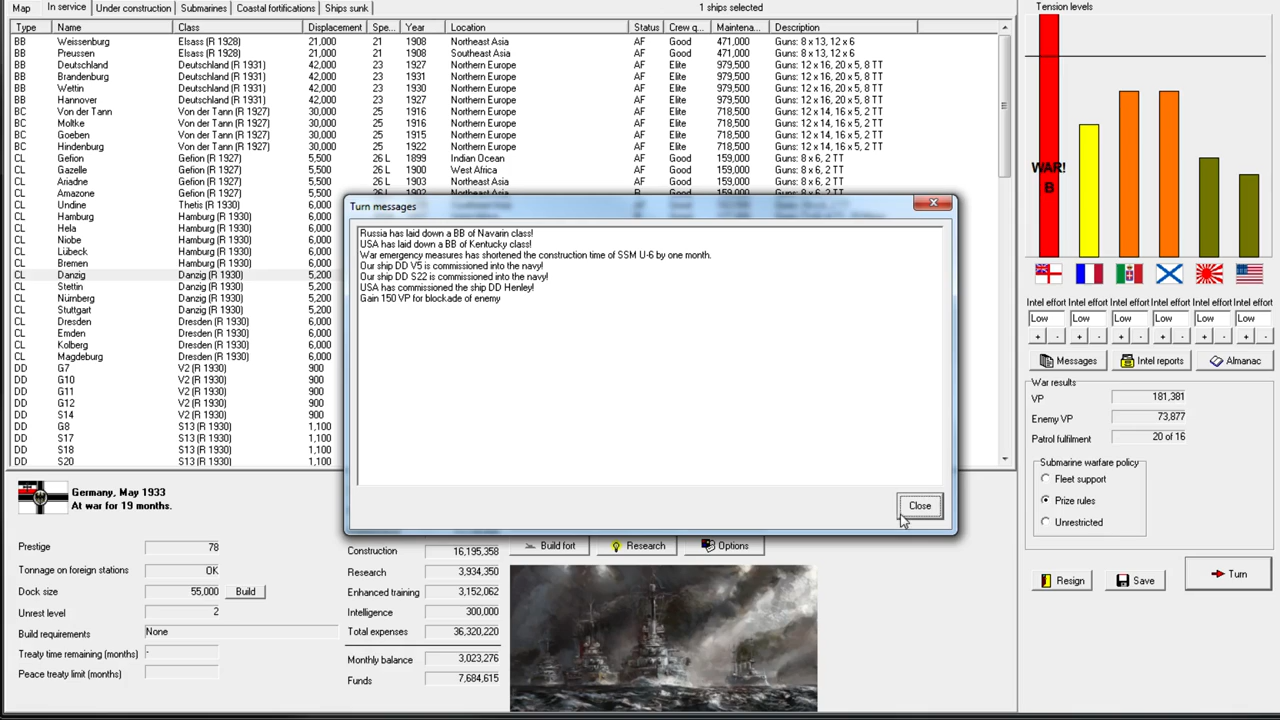 Map In service Under construction Submarines Coastal fortifications Ships sunk 1 ships selected Tension levels
Type Name Class Displacement Spe... Year Location Status Crew q... Maintena... Description
BB Weissenburg Elsass (R 1928) 21,000 21 1908 Northeast Asia AF Good 471,000 Guns: 8 x 13, 12 x 6
BB Preussen Elsass (R 1928) 21,000 21 1908 Southeast Asia AF Good 471,000 Guns: 8 x 13, 12 x 6
BB Deutschland Deutschland (R 1931) 42,000 23 1927 Northern Europe AF Elite 979,500 Guns: 12 x 16, 20 x 5, 8 TT
BB Brandenburg Deutschland (R 1931) 42,000 23 1931 Northern Europe AF Elite 979,500 Guns: 12 x 16, 20 x 5, 8 TT
BB Wettin Deutschland (R 1931) 42,000 23 1930 Northern Europe AF Elite 979,500 Guns: 12 x 16, 20 x 5, 8 TT
BB Hannover Deutschland (R 1931) 42,000 23 1927 Northern Europe AF Elite 979,500 Guns: 12 x 16, 20 x 5, 8 TT
BC Von der Tann Von der Tann (R 1927) 30,000 25 1916 Northern Europe AF Elite 718,500 Guns: 12 x 14, 16 x 5, 2 TT
BC Moltke Von der Tann (R 1927) 30,000 25 1916 Northern Europe AF Elite 718,500 Guns: 12 x 14, 16 x 5, 2 TT
BC Goeben Von der Tann (R 1927) 30,000 25 1915 Northern Europe AF Elite 718,500 Guns: 12 x 14, 16 x 5, 2 TT
BC Hindenburg Von der Tann (R 1927) 30,000 25 1922 Northern Europe AF Elite 718,500 Guns: 12 x 14, 16 x 5, 2 TT
CL Gefion Gefion (R 1927) 5,500 26 L 1899 Indian Ocean AF Good 159,000 Guns: 8 x 6, 2 TT
CL Gazelle Gefion (R 1927) 5,500 26 L 1900 West Africa AF Good 159,000 Guns: 8 x 6, 2 TT
CL Ariadne Gefion (R 1927) 5,500 26 L 1903 Northeast Asia AF Good 159,000 Guns: 8 x 6, 2 TT
CL Amazone Gefion (R 1927) 5,500
CL Undine Thetis (R 1930)
CL Hamburg Hamburg (R 1930)
CL Hela Hamburg (R 1930)
CL Niobe Hamburg (R 1930)
CL Lübeck Hamburg (R 1930)
CL Bremen Hamburg (R 1930)
CL Danzig Danzig (R 1930) 5,200
CL Stettin Danzig (R 1930) 5,200
CL Nürnberg Danzig (R 1930) 5,200
CL Stuttgart Danzig (R 1930) 5,200
CL Dresden Dresden (R 1930) 6,000
CL Emden Dresden (R 1930) 6,000
CL Kolberg Dresden (R 1930) 6,000
CL Magdeburg Dresden (R 1930) 6,000
DD G7 V2 (R 1930) 900
DD G10 V2 (R 1930) 900
DD G11 V2 (R 1930) 900
DD G12 V2 (R 1930) 900
DD S14 V2 (R 1930) 900
DD G8 S13 (R 1930) 1,100
DD S17 S13 (R 1930) 1,100
DD S18 S13 (R 1930) 1,100
DD S20 S13 (R 1930) 1,100
Turn messages
Russia has laid down a BB of Navarin class!
USA has laid down a BB of Kentucky class!
War emergency measures has shortened the construction time of SSM U-6 by one month.
Our ship DD V5 is commissioned into the navy!
Our ship DD S22 is commissioned into the navy!
USA has commissioned the ship DD Henley!
Gain 150 VP for blockade of enemy
Close
WAR!
B
Intel effort Intel effort Intel effort Intel effort Intel effort Intel effort
Low Low Low Low Low Low
+ - + - + - + - + - + -
Messages Intel reports Almanac
War results
VP 181,381
Enemy VP 73,877
Patrol fulfilment 20 of 16
Submarine warfare policy
Fleet support
Prize rules
Unrestricted
Resign Save Turn
Germany, May 1933
At war for 19 months.
Prestige 78
Tonnage on foreign stations OK
Dock size 55,000 Build
Unrest level 2
Build requirements None
Treaty time remaining (months) -
Peace treaty limit (months)
Construction 16,195,358
Research 3,934,350
Enhanced training 3,152,062
Intelligence 300,000
Total expenses 36,320,220
Monthly balance 3,023,276
Funds 7,684,615
Build fort Research Options